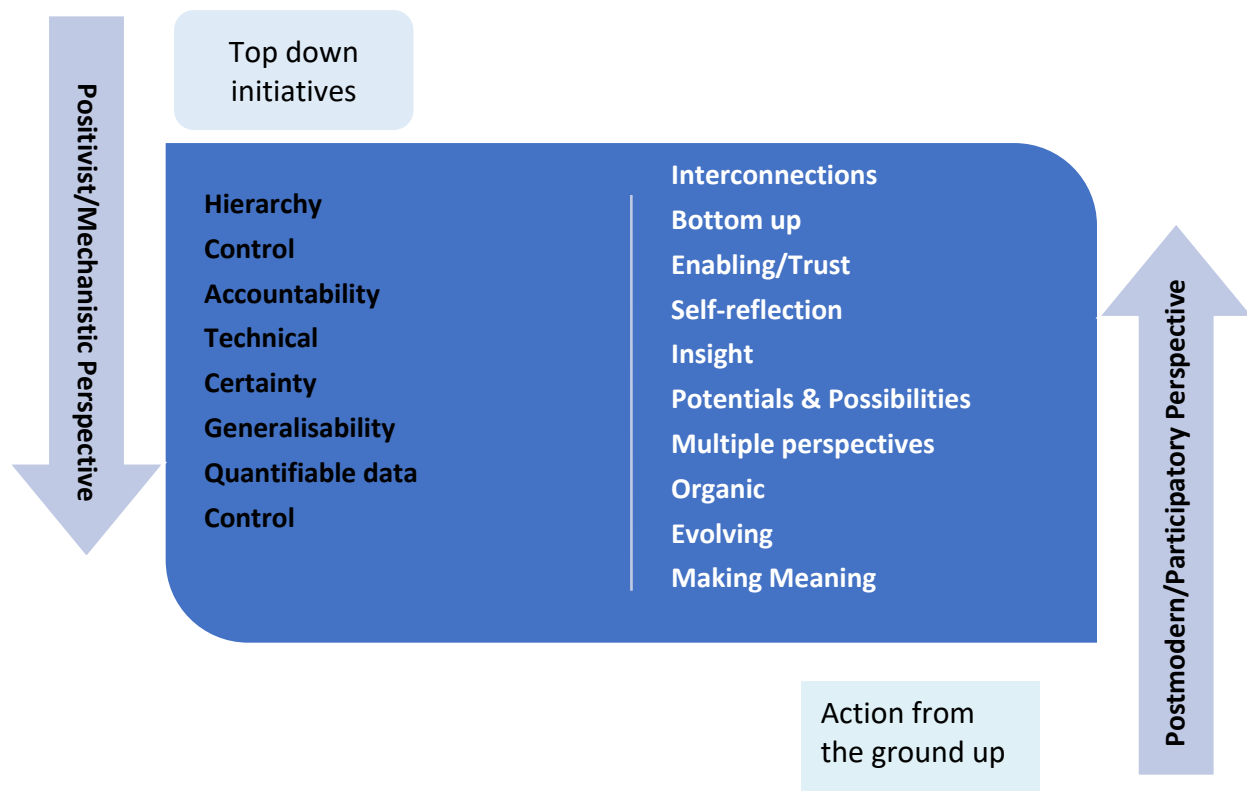 Top down
initiatives
Positivist/Mechanistic Perspective
Hierarchy
Control
Accountability
Technical
Certainty
Generalisability
Quantifiable data
Control
Interconnections
Bottom up
Enabling/Trust
Self-reflection
Insight
Potentials & Possibilities
Multiple perspectives
Organic
Evolving
Making Meaning
Postmodern/Participatory Perspective
Action from
the ground up